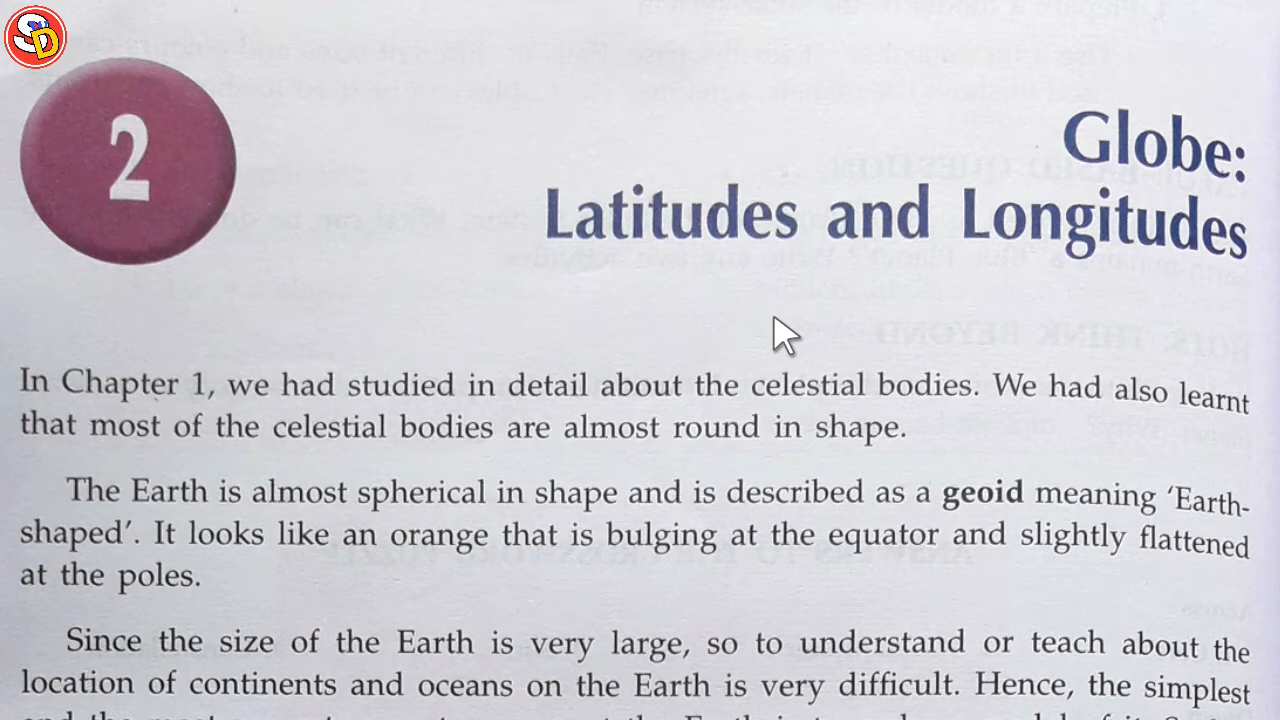 SD
2
Globe:
Latitudes and Longitudes
In Chapter 1, we had studied in detail about the celestial bodies. We had also learnt
that most of the celestial bodies are almost round in shape.
The Earth is almost spherical in shape and is described as a geoid meaning ‘Earth-
shaped’. It looks like an orange that is bulging at the equator and slightly flattened
at the poles.
Since the size of the Earth is very large, so to understand or teach about the
location of continents and oceans on the Earth is very difficult. Hence, the simplest